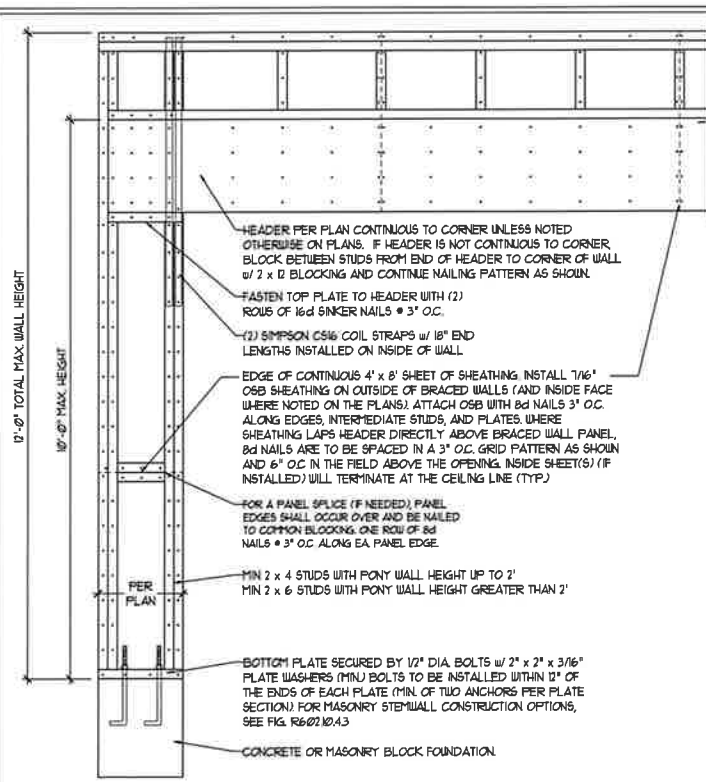 12'-0" TOTAL MAX. WALL HEIGHT
10'-0" MAX. HEIGHT
HEADER PER PLAN CONTINUOUS TO CORNER UNLESS NOTED
OTHERWISE ON PLANS. IF HEADER IS NOT CONTINUOUS TO CORNER,
BLOCK BETWEEN STUDS FROM END OF HEADER TO CORNER OF WALL
w/ 2 x 12 BLOCKING AND CONTINUE NAILING PATTERN AS SHOWN.
FASTEN TOP PLATE TO HEADER WITH (2)
ROWS OF 16d SINKER NAILS @ 3" O.C.
(2) SIMPSON CS16 COIL STRAPS w/ 18" END
LENGTHS INSTALLED ON INSIDE OF WALL
EDGE OF CONTINUOUS 4' x 8' SHEET OF SHEATHING. INSTALL 7/16"
OSB SHEATHING ON OUTSIDE OF BRACED WALLS (AND INSIDE FACE
WHERE NOTED ON THE PLANS). ATTACH OSB WITH 8d NAILS 3" O.C.
ALONG EDGES, INTERMEDIATE STUDS, AND PLATES. WHERE
SHEATHING LAPS HEADER DIRECTLY ABOVE BRACED WALL PANEL,
8d NAILS ARE TO BE SPACED IN A 3" O.C. GRID PATTERN AS SHOWN
AND 6" O.C. IN THE FIELD ABOVE THE OPENING. INSIDE SHEET(S) (IF
INSTALLED) WILL TERMINATE AT THE CEILING LINE (TYP.)
FOR A PANEL SPLICE (IF NEEDED), PANEL
EDGES SHALL OCCUR OVER AND BE NAILED
TO COMMON BLOCKING. ONE ROW OF 8d
NAILS @ 3" O.C. ALONG EA. PANEL EDGE.
MIN 2 x 4 STUDS WITH PONY WALL HEIGHT UP TO 2'
MIN 2 x 6 STUDS WITH PONY WALL HEIGHT GREATER THAN 2'
PER
PLAN
BOTTOM PLATE SECURED BY 1/2" DIA. BOLTS w/ 2" x 2" x 3/16"
PLATE WASHERS (MIN.) BOLTS TO BE INSTALLED WITHIN 12" OF
THE ENDS OF EACH PLATE (MIN. OF TWO ANCHORS PER PLATE
SECTION). FOR MASONRY STEMWALL CONSTRUCTION OPTIONS,
SEE FIG. R602.10.4.3
CONCRETE OR MASONRY BLOCK FOUNDATION.